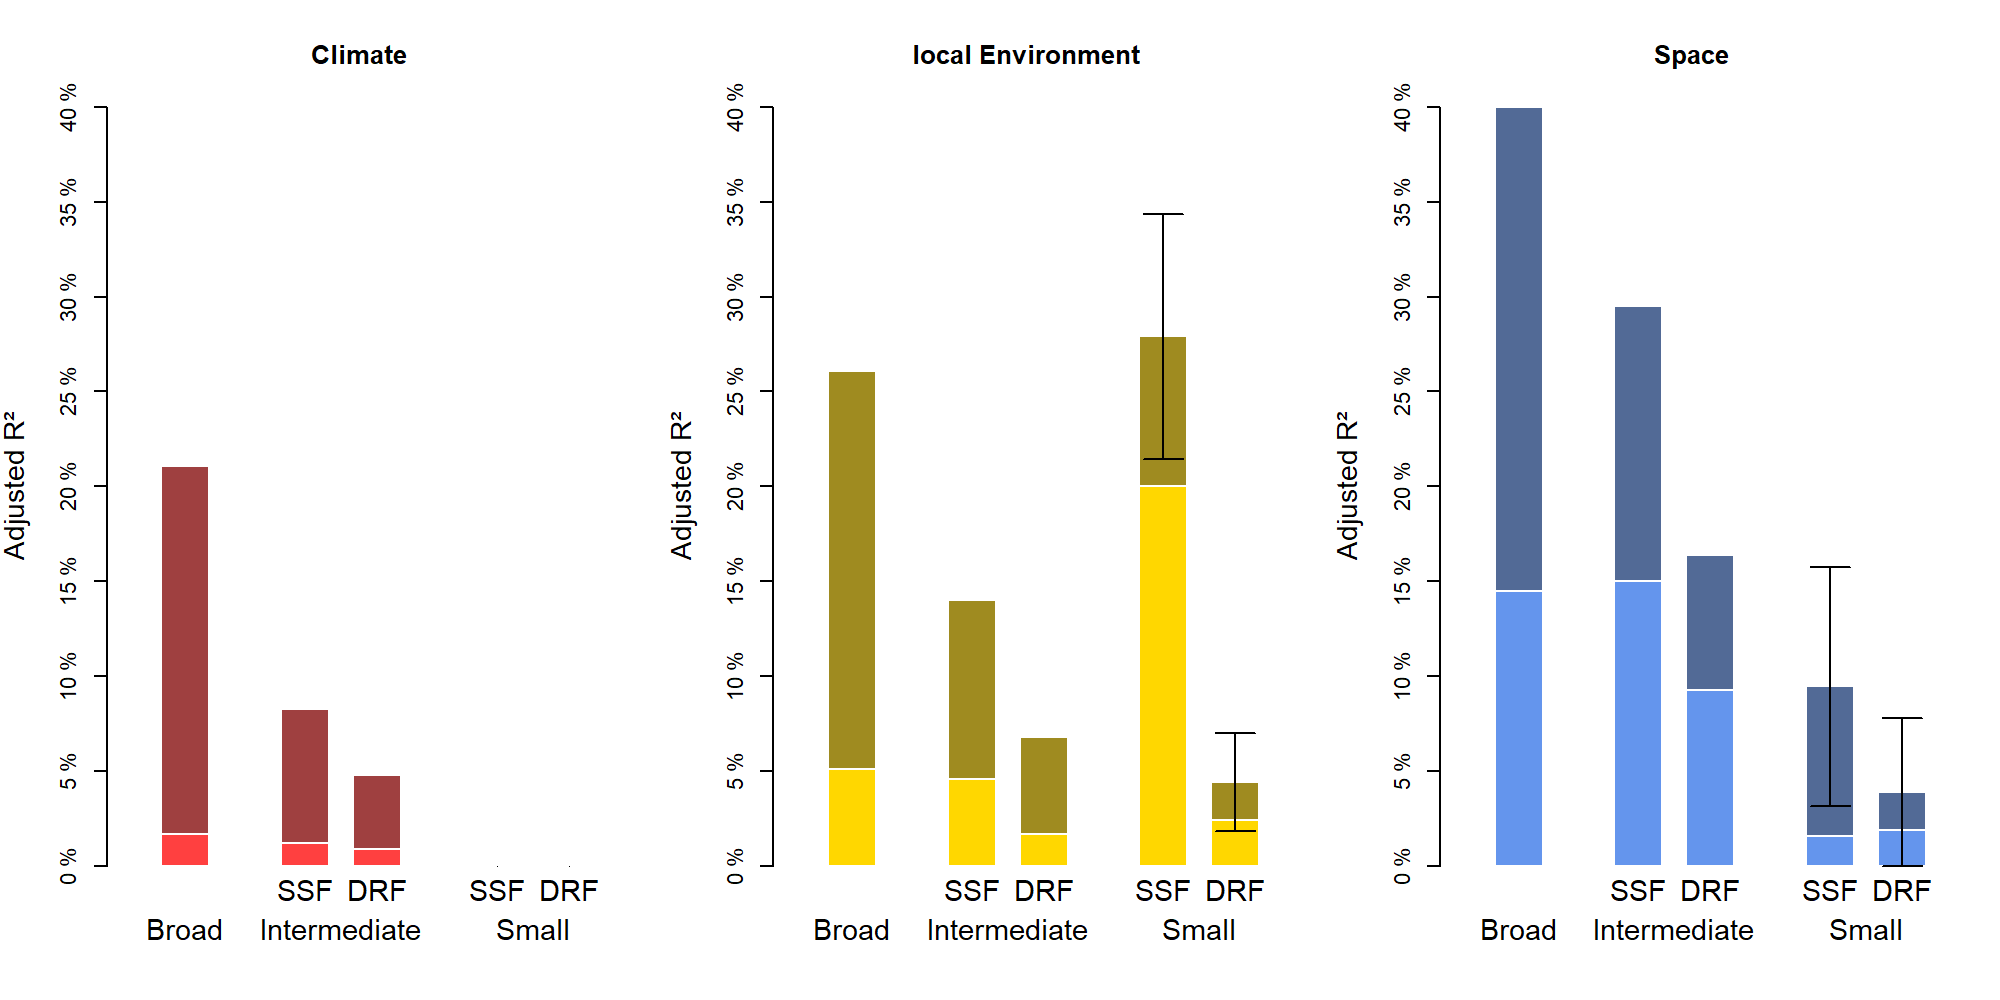 Climate
Adjusted R²
0 %
5 %
10 %
15 %
20 %
25 %
30 %
35 %
40 %
SSF DRF SSF DRF
Broad Intermediate Small
local Environment
Adjusted R²
0 %
5 %
10 %
15 %
20 %
25 %
30 %
35 %
40 %
SSF DRF SSF DRF
Broad Intermediate Small
Space
Adjusted R²
0 %
5 %
10 %
15 %
20 %
25 %
30 %
35 %
40 %
SSF DRF SSF DRF
Broad Intermediate Small